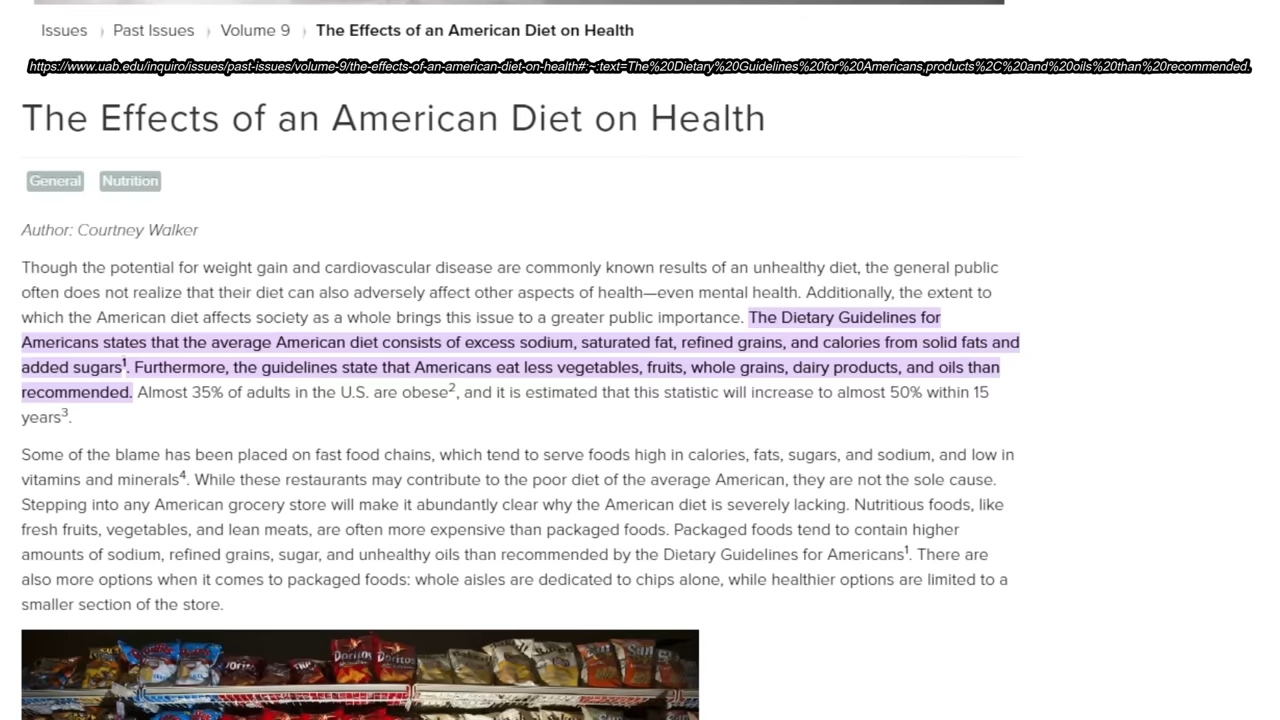 Issues › Past Issues › Volume 9 › The Effects of an American Diet on Health
https://www.uab.edu/inquiro/issues/past-issues/volume-9/the-effects-of-an-american-diet-on-health#:~:text=The%20Dietary%20Guidelines%20for%20Americans,products%2C%20and%20oils%20than%20recommended.
The Effects of an American Diet on Health
General Nutrition
Author: Courtney Walker
Though the potential for weight gain and cardiovascular disease are commonly known results of an unhealthy diet, the general public
often does not realize that their diet can also adversely affect other aspects of health—even mental health. Additionally, the extent to
which the American diet affects society as a whole brings this issue to a greater public importance. The Dietary Guidelines for
Americans states that the average American diet consists of excess sodium, saturated fat, refined grains, and calories from solid fats and
added sugars¹. Furthermore, the guidelines state that Americans eat less vegetables, fruits, whole grains, dairy products, and oils than
recommended. Almost 35% of adults in the U.S. are obese², and it is estimated that this statistic will increase to almost 50% within 15
years³.
Some of the blame has been placed on fast food chains, which tend to serve foods high in calories, fats, sugars, and sodium, and low in
vitamins and minerals⁴. While these restaurants may contribute to the poor diet of the average American, they are not the sole cause.
Stepping into any American grocery store will make it abundantly clear why the American diet is severely lacking. Nutritious foods, like
fresh fruits, vegetables, and lean meats, are often more expensive than packaged foods. Packaged foods tend to contain higher
amounts of sodium, refined grains, sugar, and unhealthy oils than recommended by the Dietary Guidelines for Americans¹. There are
also more options when it comes to packaged foods: whole aisles are dedicated to chips alone, while healthier options are limited to a
smaller section of the store.
Doritos Doritos